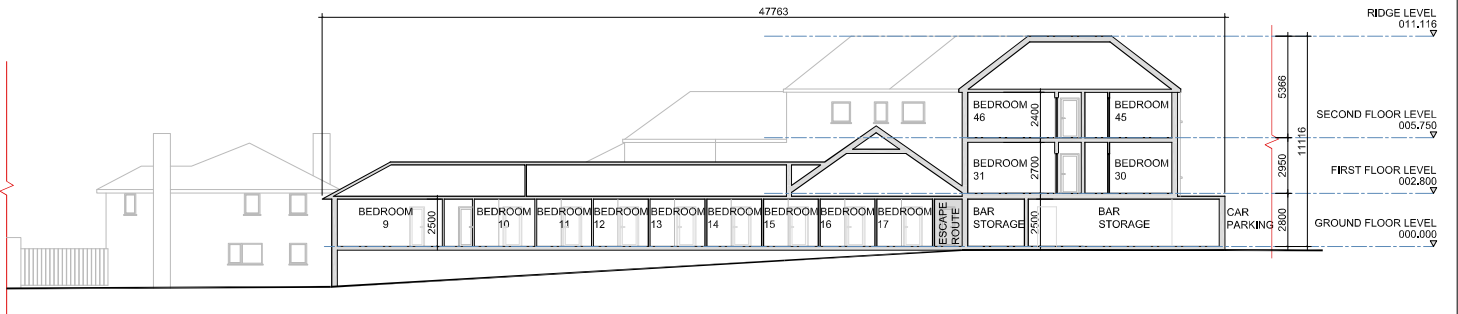 47763
RIDGE LEVEL
011.116
5366
11116
BEDROOM
46
2400
BEDROOM
45
SECOND FLOOR LEVEL
005.750
BEDROOM
31
2700
BEDROOM
30
2950
FIRST FLOOR LEVEL
002.800
BEDROOM
9
2500
BEDROOM
10
BEDROOM
11
BEDROOM
12
BEDROOM
13
BEDROOM
14
BEDROOM
15
BEDROOM
16
BEDROOM
17
ESCAPE
ROUTE
BAR
STORAGE
2500
BAR
STORAGE
CAR
PARKING
2800
GROUND FLOOR LEVEL
000.000